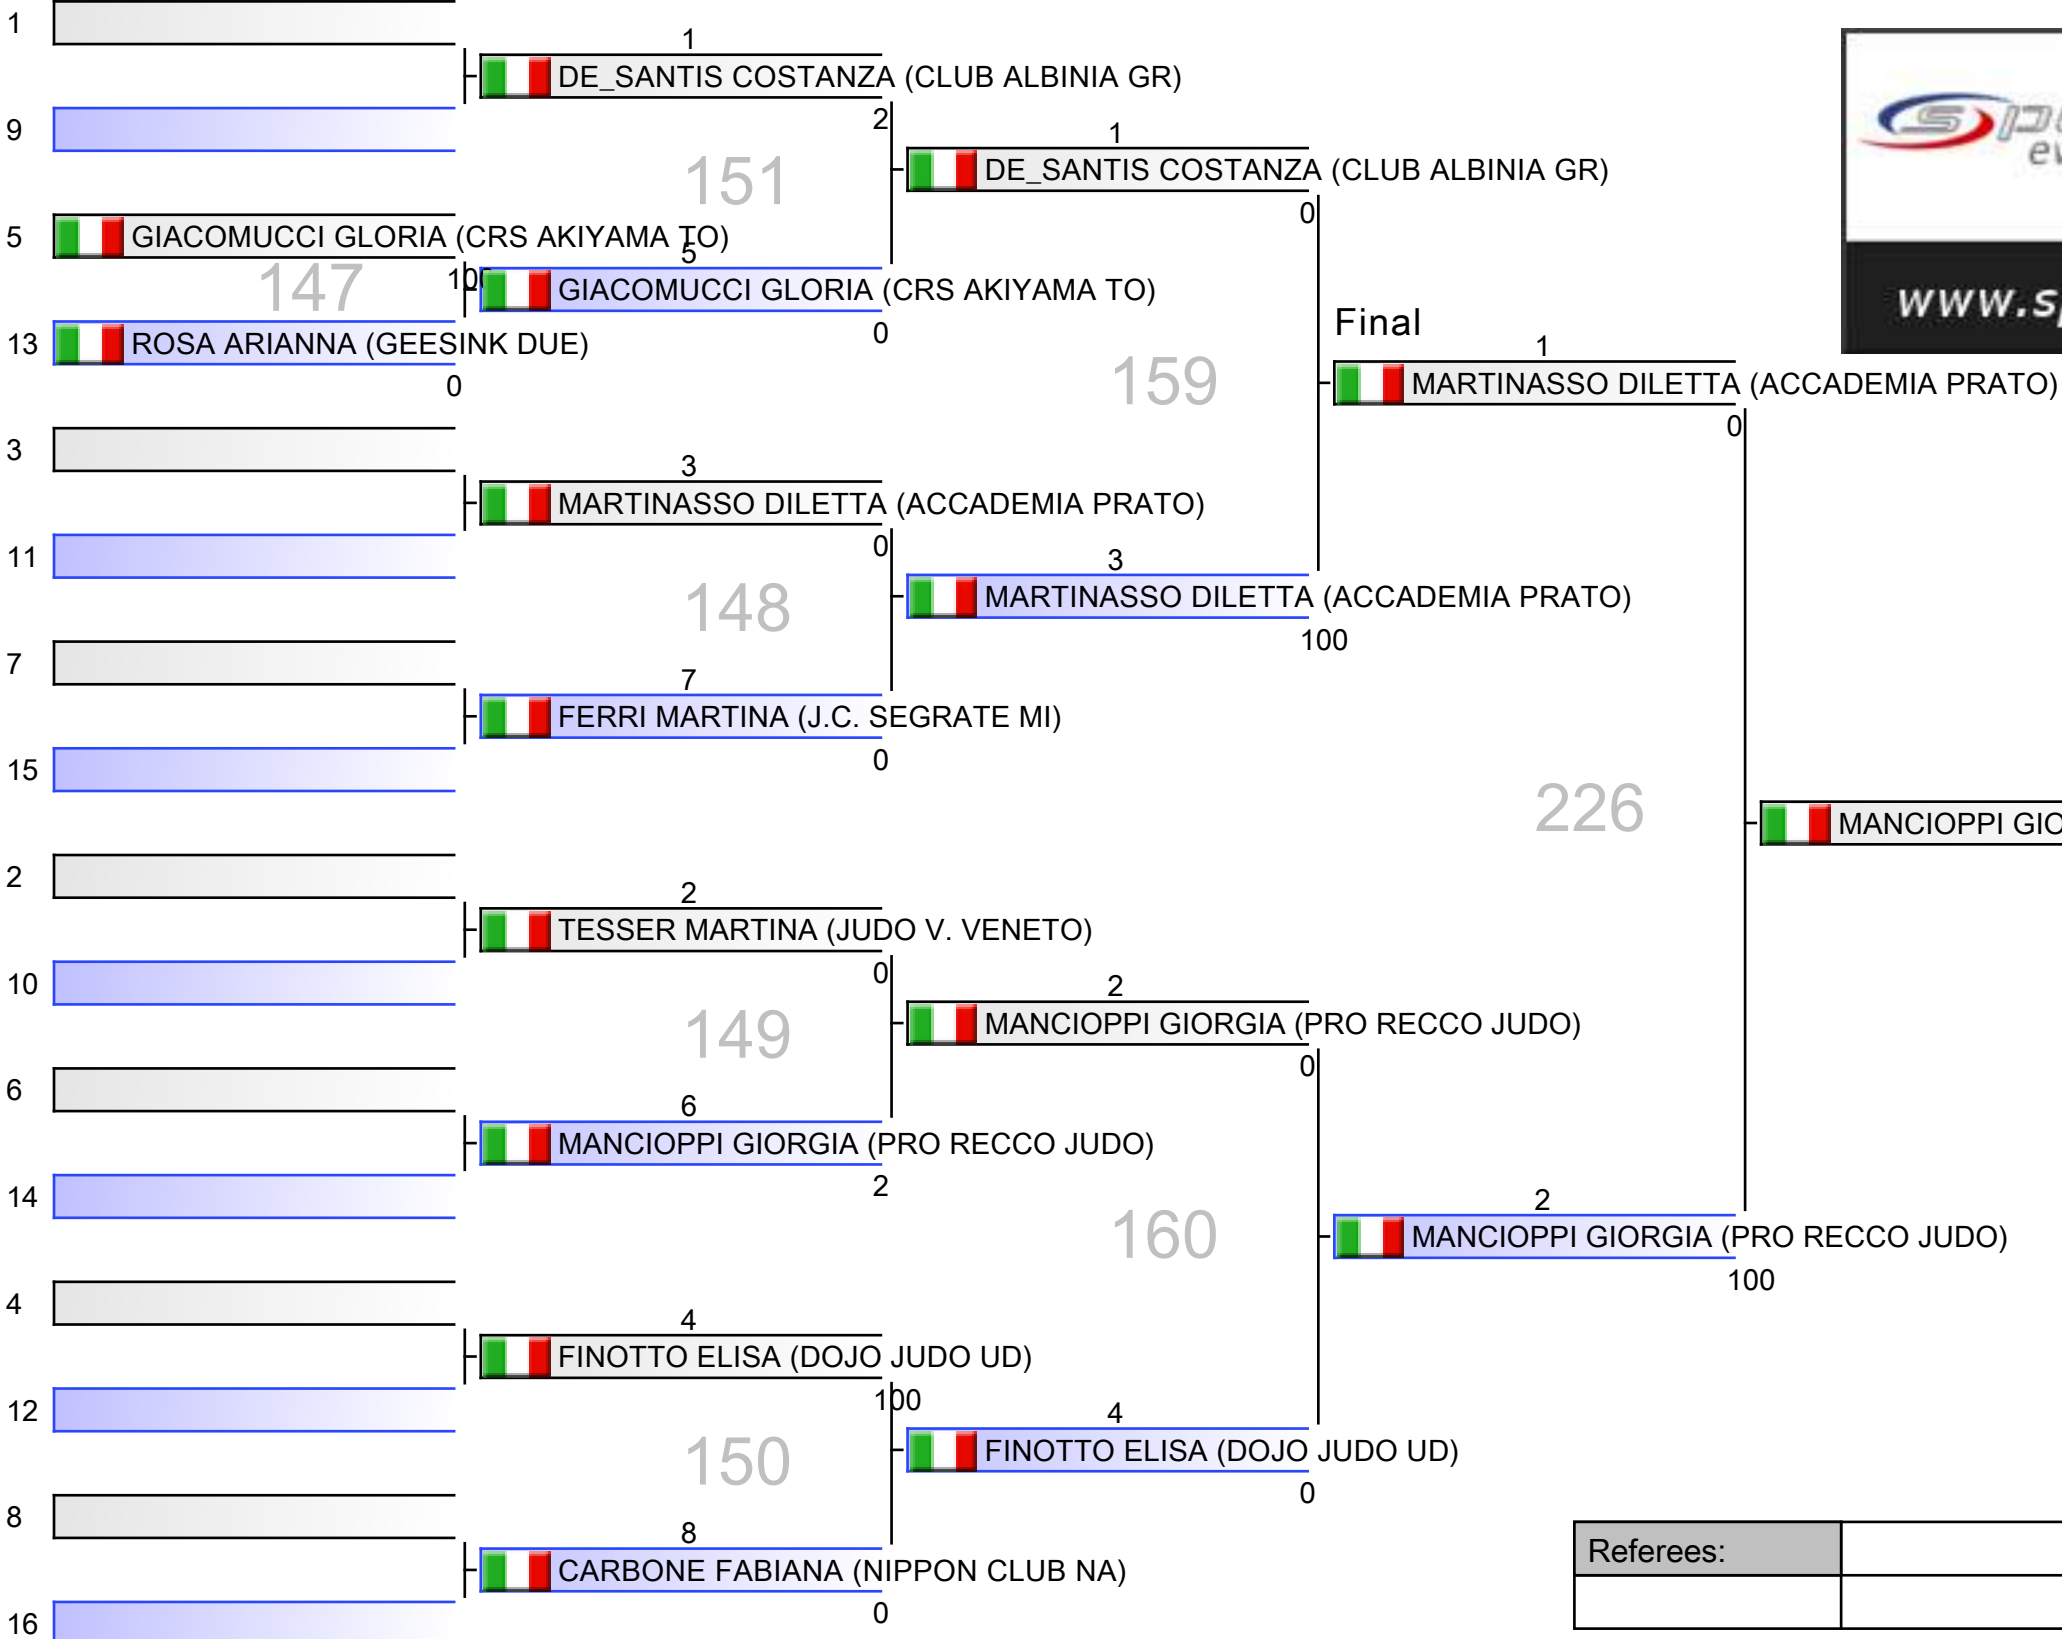 1
1
DE_SANTIS COSTANZA (CLUB ALBINIA GR)
2
9
151
1
DE_SANTIS COSTANZA (CLUB ALBINIA GR)
0
5
GIACOMUCCI GLORIA (CRS AKIYAMA TO)
147
100
5
GIACOMUCCI GLORIA (CRS AKIYAMA TO)
0
13
ROSA ARIANNA (GEESINK DUE)
0
159
Final
1
MARTINASSO DILETTA (ACCADEMIA PRATO)
0
www.s
3
3
MARTINASSO DILETTA (ACCADEMIA PRATO)
0
11
148
3
MARTINASSO DILETTA (ACCADEMIA PRATO)
100
7
7
FERRI MARTINA (J.C. SEGRATE MI)
0
15
226
MANCIOPPI GIO
2
2
TESSER MARTINA (JUDO V. VENETO)
0
10
149
2
MANCIOPPI GIORGIA (PRO RECCO JUDO)
0
6
6
MANCIOPPI GIORGIA (PRO RECCO JUDO)
2
14
160
2
MANCIOPPI GIORGIA (PRO RECCO JUDO)
100
4
4
FINOTTO ELISA (DOJO JUDO UD)
100
12
150
4
FINOTTO ELISA (DOJO JUDO UD)
0
8
8
CARBONE FABIANA (NIPPON CLUB NA)
0
16
Referees: